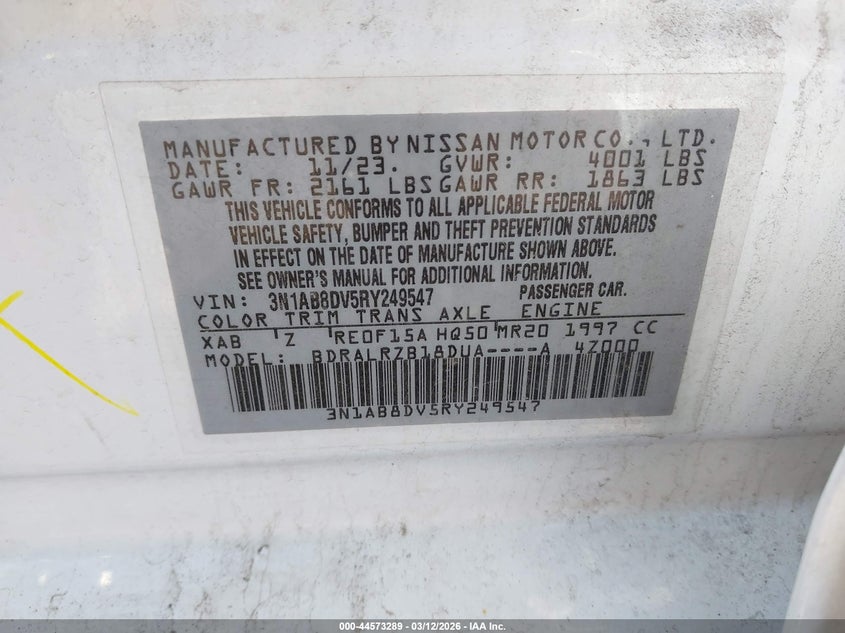 MANUFACTURED BY NISSAN MOTOR CO., LTD.
DATE: 11/23. GVWR: 4001 LBS
GAWR FR: 2161 LBS GAWR RR: 1863 LBS
THIS VEHICLE CONFORMS TO ALL APPLICABLE FEDERAL MOTOR
VEHICLE SAFETY, BUMPER AND THEFT PREVENTION STANDARDS
IN EFFECT ON THE DATE OF MANUFACTURE SHOWN ABOVE.
SEE OWNER'S MANUAL FOR ADDITIONAL INFORMATION.
VIN: 3N1AB8DV5RY249547 PASSENGER CAR.
COLOR TRIM TRANS AXLE ENGINE
XAB Z RE0F15A HQ50 MR20 1997 CC
MODEL: BDRALRZB18DUA----A 4Z000
3N1AB8DV5RY249547
000-44573289 - 03/12/2026 - IAA Inc.